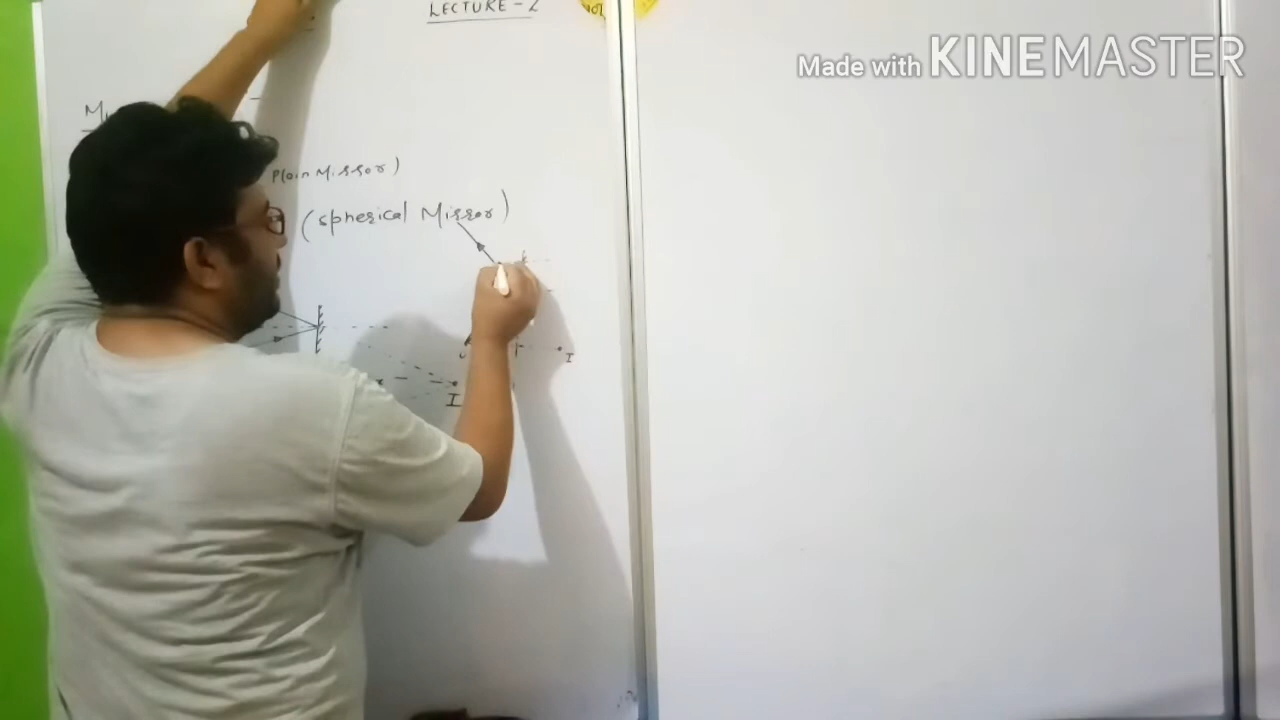 LECTURE - 2
Made with KINEMASTER
Plain Mirror)
(Spherical Mirror)
I
I